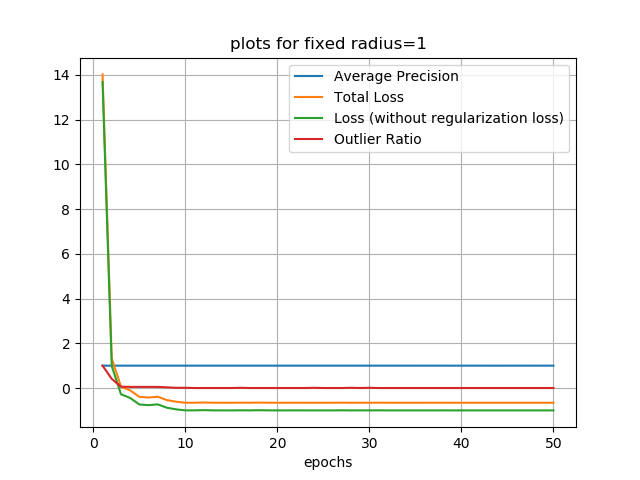 plots for fixed radius=1
14
12
10
8
6
4
2
0
Average Precision
Total Loss
Loss (without regularization loss)
Outlier Ratio
0 10 20 30 40 50
epochs